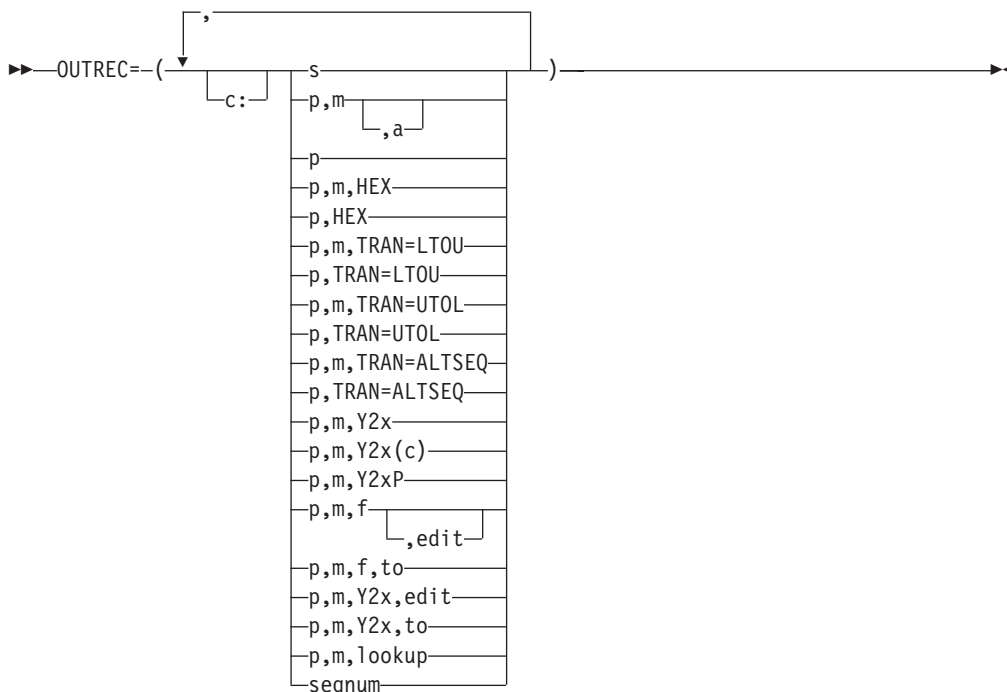 ,
OUTREC=(
c:
s
)
p,m
,a
p
p,m,HEX
p,HEX
p,m,TRAN=LTOU
p,TRAN=LTOU
p,m,TRAN=UTOL
p,TRAN=UTOL
p,m,TRAN=ALTSEQ
p,TRAN=ALTSEQ
p,m,Y2x
p,m,Y2x(c)
p,m,Y2xP
p,m,f
,edit
p,m,f,to
p,m,Y2x,edit
p,m,Y2x,to
p,m,lookup
seqnum